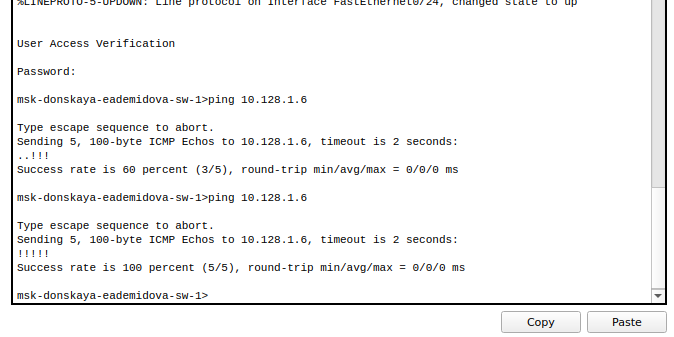 %LINEPROTO-5-UPDOWN: Line protocol on Interface FastEthernet0/24, changed state to up
User Access Verification
Password:
msk-donskaya-eademidova-sw-1>ping 10.128.1.6
Type escape sequence to abort.
Sending 5, 100-byte ICMP Echos to 10.128.1.6, timeout is 2 seconds:
..!!!
Success rate is 60 percent (3/5), round-trip min/avg/max = 0/0/0 ms
msk-donskaya-eademidova-sw-1>ping 10.128.1.6
Type escape sequence to abort.
Sending 5, 100-byte ICMP Echos to 10.128.1.6, timeout is 2 seconds:
!!!!!
Success rate is 100 percent (5/5), round-trip min/avg/max = 0/0/0 ms
msk-donskaya-eademidova-sw-1>
Copy Paste